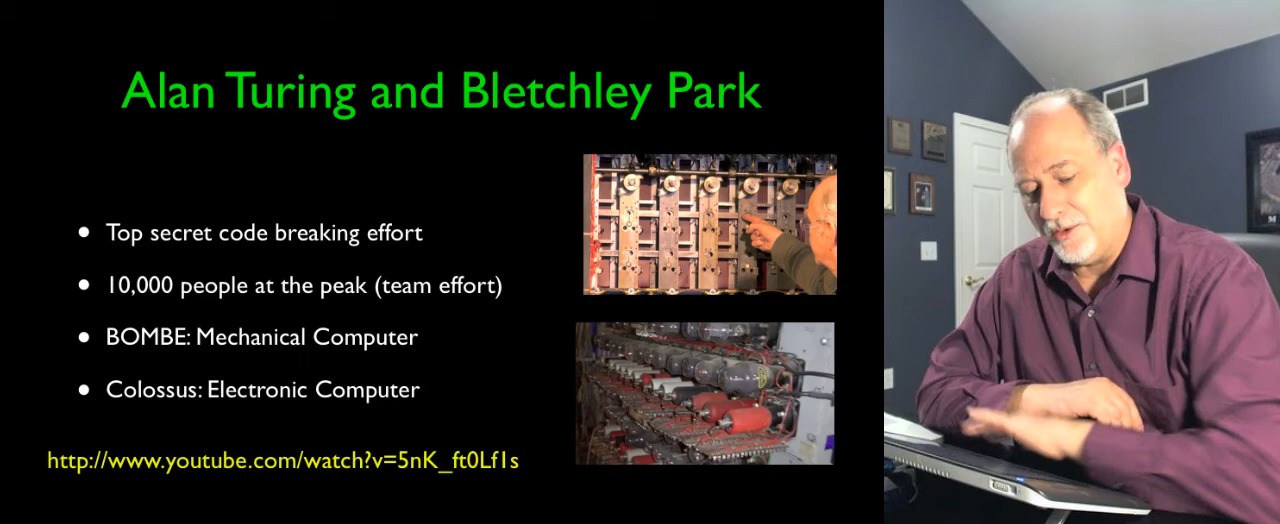 Alan Turing and Bletchley Park
Top secret code breaking effort
10,000 people at the peak (team effort)
BOMBE: Mechanical Computer
Colossus: Electronic Computer
http://www.youtube.com/watch?v=5nK_ft0Lf1s